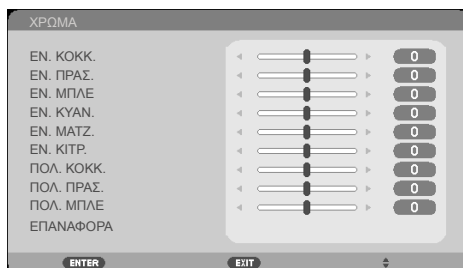 ΧΡΩΜΑ
ΕΝ. ΚΟΚΚ. 0
ΕΝ. ΠΡΑΣ. 0
ΕΝ. ΜΠΛΕ 0
ΕΝ. ΚΥΑΝ. 0
ΕΝ. ΜΑΤΖ. 0
ΕΝ. ΚΙΤΡ. 0
ΠΟΛ. ΚΟΚΚ. 0
ΠΟΛ. ΠΡΑΣ. 0
ΠΟΛ. ΜΠΛΕ 0
ΕΠΑΝΑΦΟΡΑ
ENTER EXIT